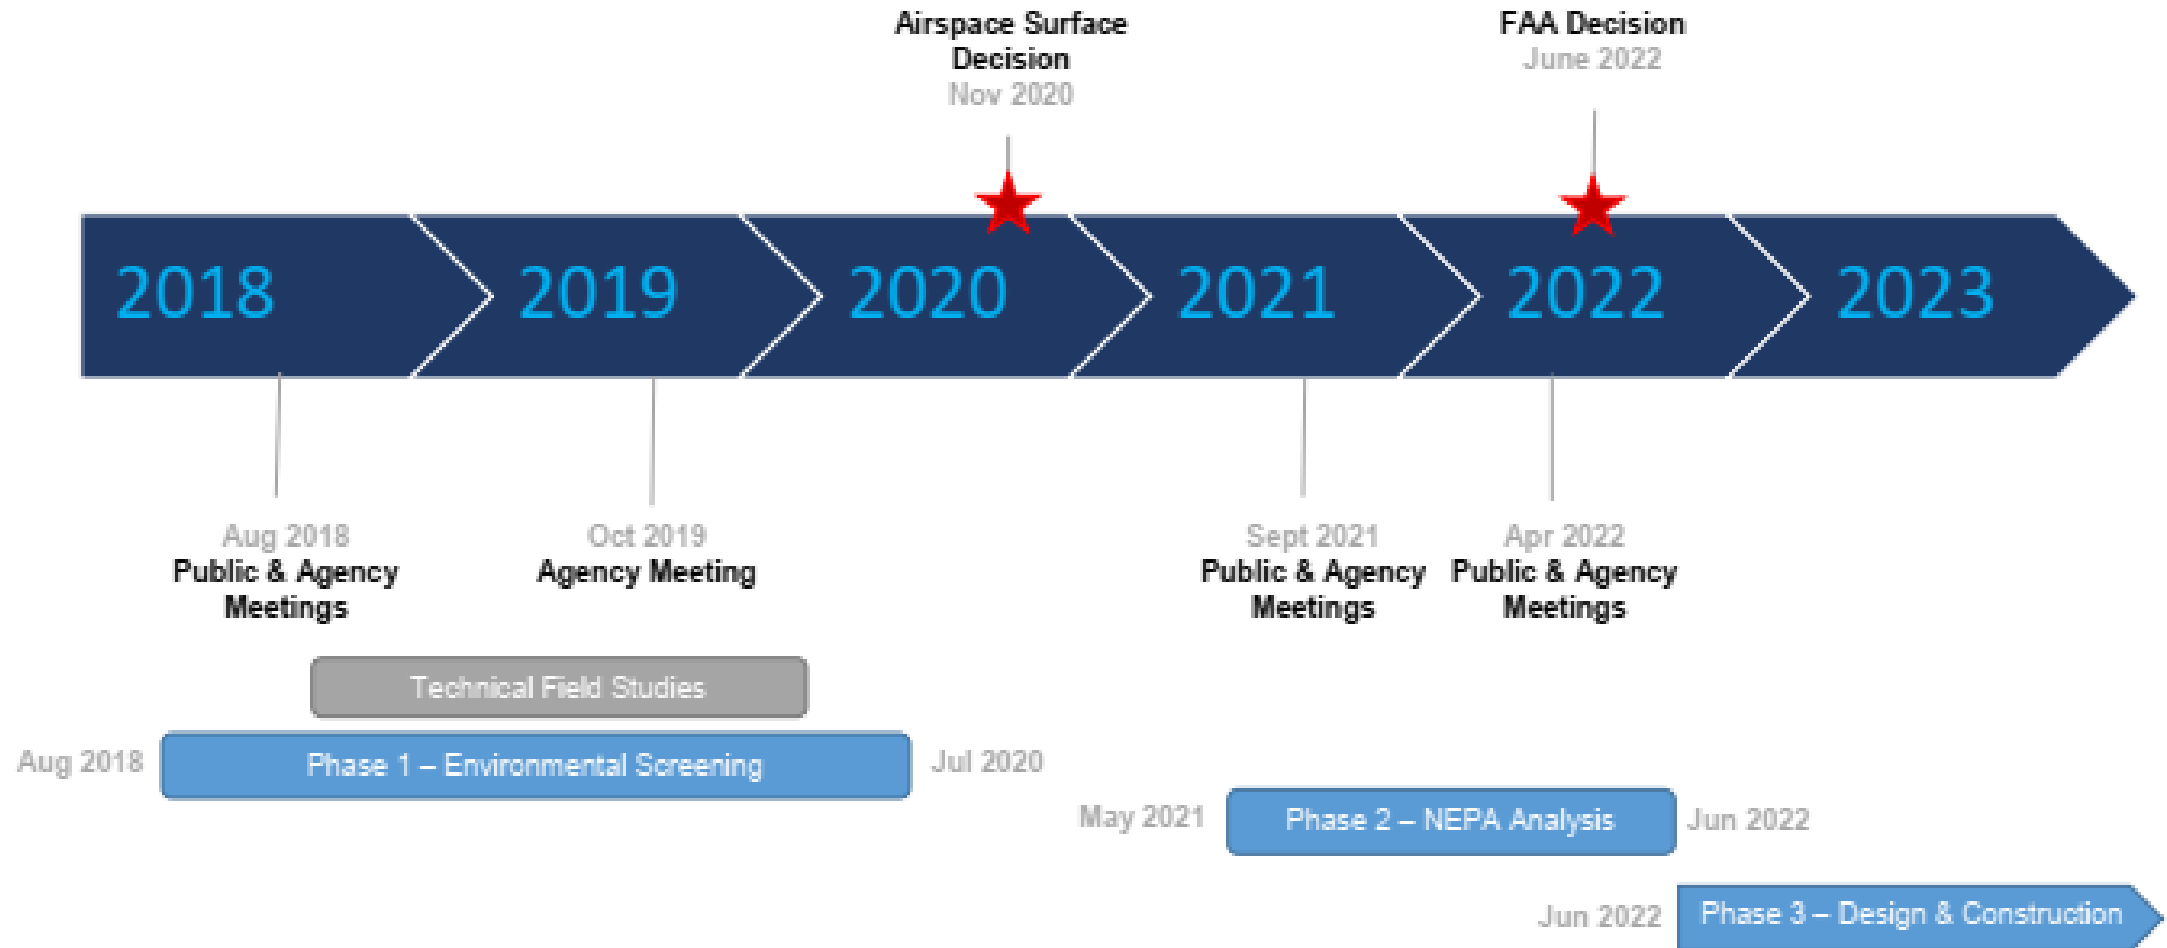 Airspace Surface
Decision
Nov 2020
FAA Decision
June 2022
2018
2019
2020
2021
2022
2023
Aug 2018
Public & Agency
Meetings
Oct 2019
Agency Meeting
Sept 2021
Public & Agency
Meetings
Apr 2022
Public & Agency
Meetings
Technical Field Studies
Aug 2018
Phase 1 – Environmental Screening
Jul 2020
May 2021
Phase 2 – NEPA Analysis
Jun 2022
Jun 2022
Phase 3 – Design & Construction